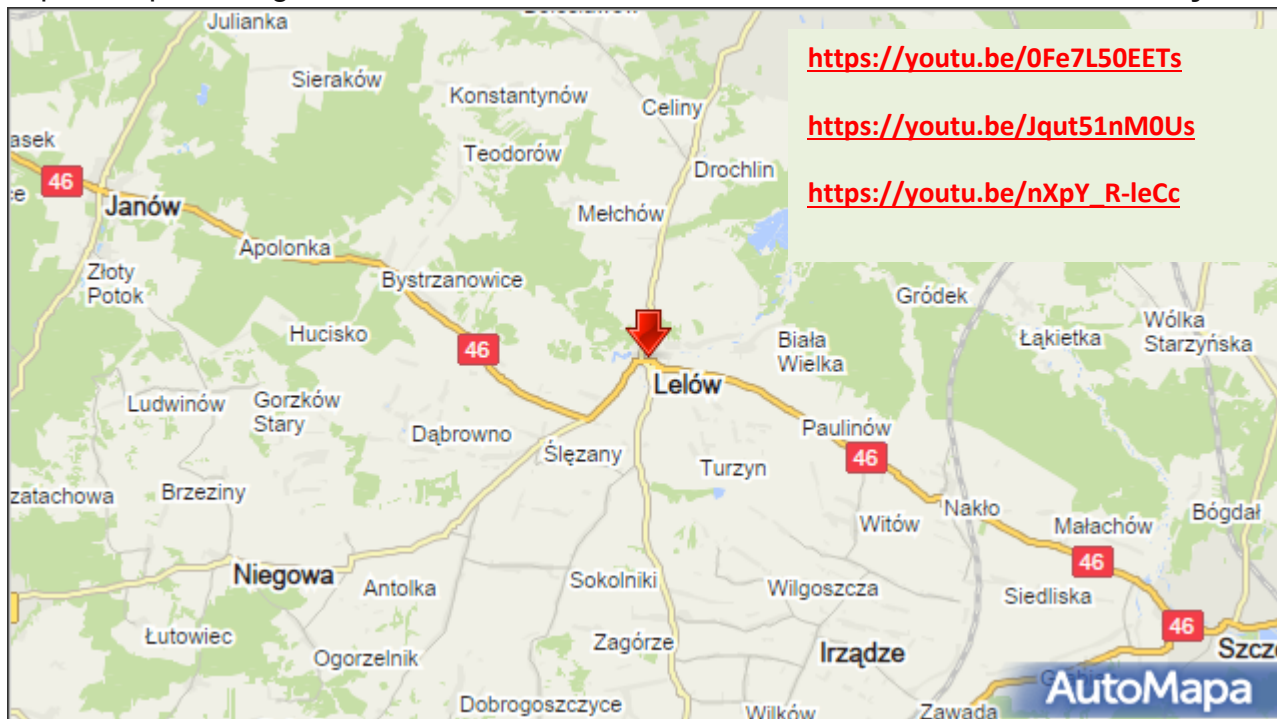 Julianka
https://youtu.be/0Fe7L50EETs
Sieraków
Konstantynów
Celiny
https://youtu.be/Jqut51nM0Us
asek
Teodorów
Drochlin
46
https://youtu.be/nXpY_R-leCc
Janów
Mełchów
Apolonka
Złoty
Potok
Bystrzanowice
Gródek
Hucisko
46
Biała
Wielka
Łąkietka
Wólka
Starzyńska
Lelów
Ludwinów
Gorzków
Stary
Dąbrowno
Paulinów
Ślęzany
Turzyn
46
zatachowa
Brzeziny
Witów
Nakło
Małachów
Bógdał
46
Niegowa
Antolka
Sokolniki
Wilgoszcza
Siedliska
Łutowiec
Zagórze
46
Ogorzelnik
Irządze
Szcz
AutoMapa
Dobrogoszczyce
Wilków
Zawada